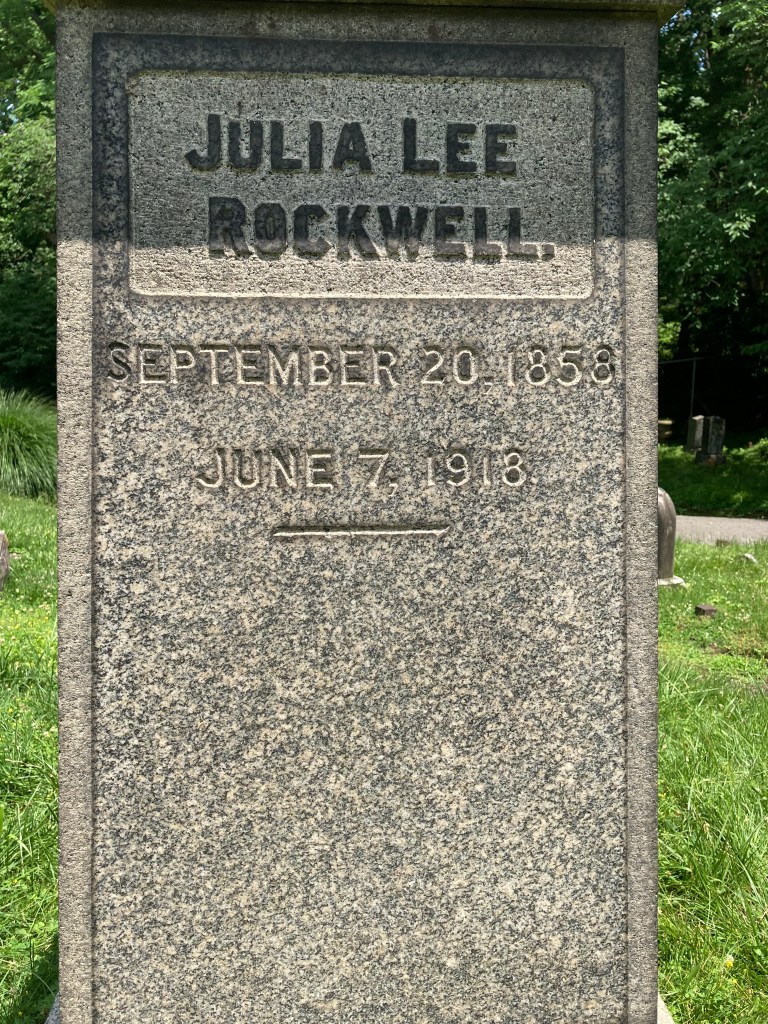 JULIA LEE
ROCKWELL.
SEPTEMBER 20, 1858
JUNE 7, 1918